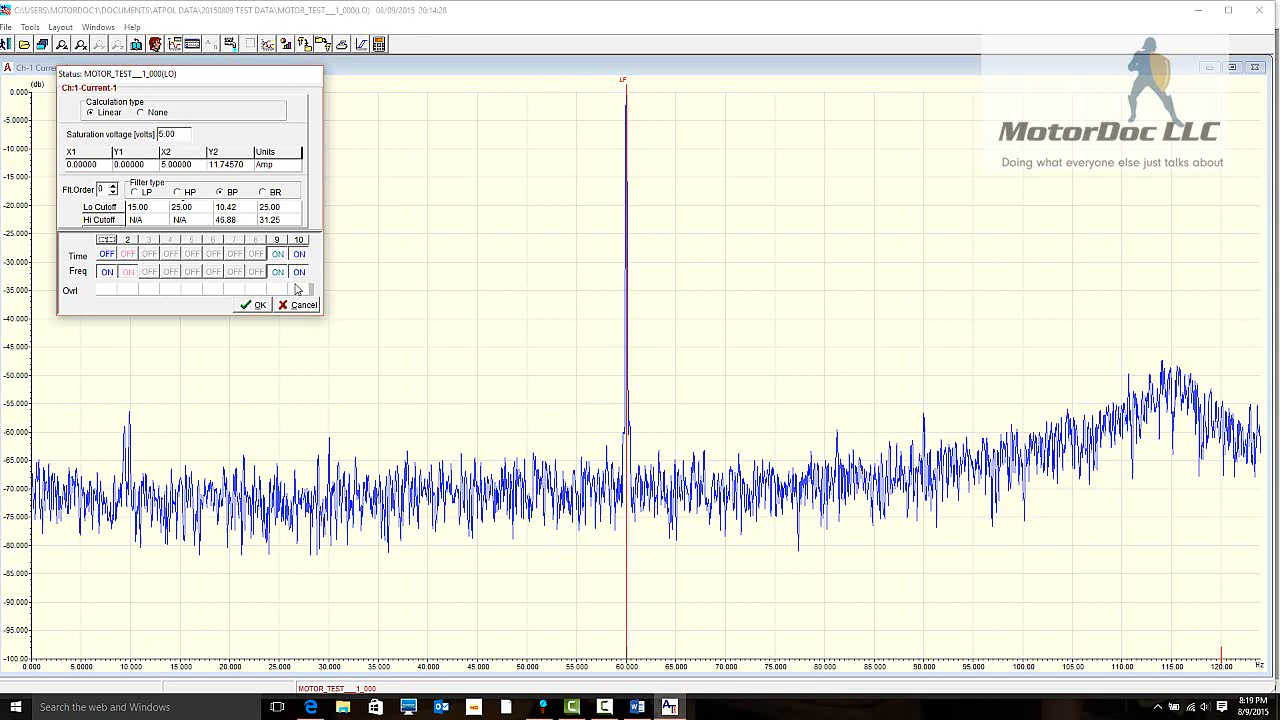 C:\USERS\MOTORDOC1\DOCUMENTS\ATPOL DATA\20150809 TEST DATA\MOTOR_TEST___1_000(LO) 08/09/2015 20:14:28
File Tools Layout Windows Help
A Ch-1 Curre
Status: MOTOR_TEST___1_000(LO)
Ch:1-Current-1
Calculation type
Linear None
Saturation voltage [volts] 5.00
X1 Y1 X2 Y2 Units
0.00000 0.00000 5.00000 11.74570 Amp
Flt.Order 0 Filter type
LP HP BP BR
Lo Cutoff 15.00 25.00 10.42 25.00
Hi Cutoff N/A N/A 46.88 31.25
2 3 4 5 6 7 8 9 10
Time OFF OFF OFF OFF OFF OFF OFF OFF ON ON
Freq ON ON OFF OFF OFF OFF OFF OFF ON ON
Ovrl
OK Cancel
MotorDoc LLC
Doing what everyone else just talks about
LF
(db)
0.000
-5.000
-10.000
-15.000
-20.000
-25.000
-30.000
-35.000
-40.000
-45.000
-50.000
-55.000
-60.000
-65.000
-70.000
-75.000
-80.000
-85.000
-90.000
-95.000
-100.00
0.000 5.0000 10.000 15.000 20.000 25.000 30.000 35.000 40.000 45.000 50.000 55.000 60.000 65.000 70.000 75.000 80.000 85.000 90.000 95.000 100.00 105.00 110.00 115.00 120.00 Hz
MOTOR_TEST___1_000
Search the web and Windows
8:19 PM
8/9/2015